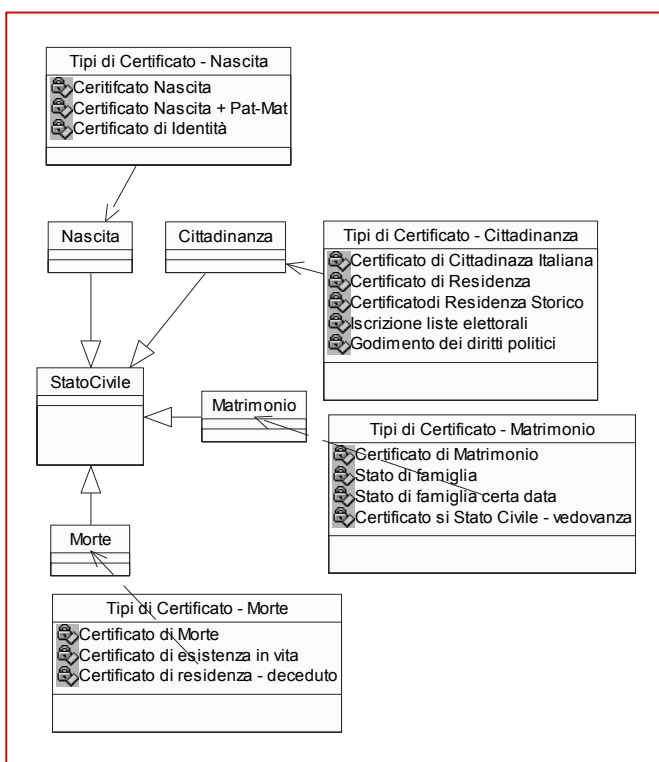 Tipi di Certificato - Nascita
Ceritifcato Nascita
Certificato Nascita + Pat-Mat
Certificato di Identità
Nascita
Cittadinanza
Tipi di Certificato - Cittadinanza
Certificato di Cittadinaza Italiana
Certificato di Residenza
Certificatodi Residenza Storico
Iscrizione liste elettorali
Godimento dei diritti politici
StatoCivile
Matrimonio
Tipi di Certificato - Matrimonio
Certificato di Matrimonio
Stato di famiglia
Stato di famiglia certa data
Certificato si Stato Civile - vedovanza
Morte
Tipi di Certificato - Morte
Certificato di Morte
Certificato di esistenza in vita
Certificato di residenza - deceduto